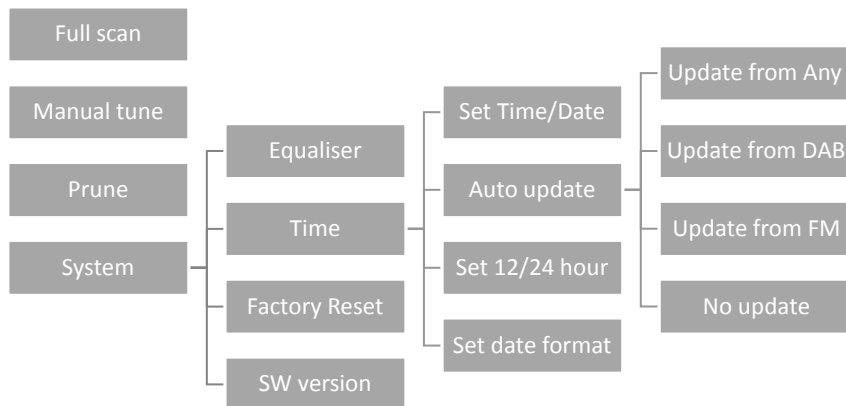 Full scan
Manual tune
Prune
System
Equaliser
Time
Factory Reset
SW version
Set Time/Date
Auto update
Set 12/24 hour
Set date format
Update from Any
Update from DAB
Update from FM
No update